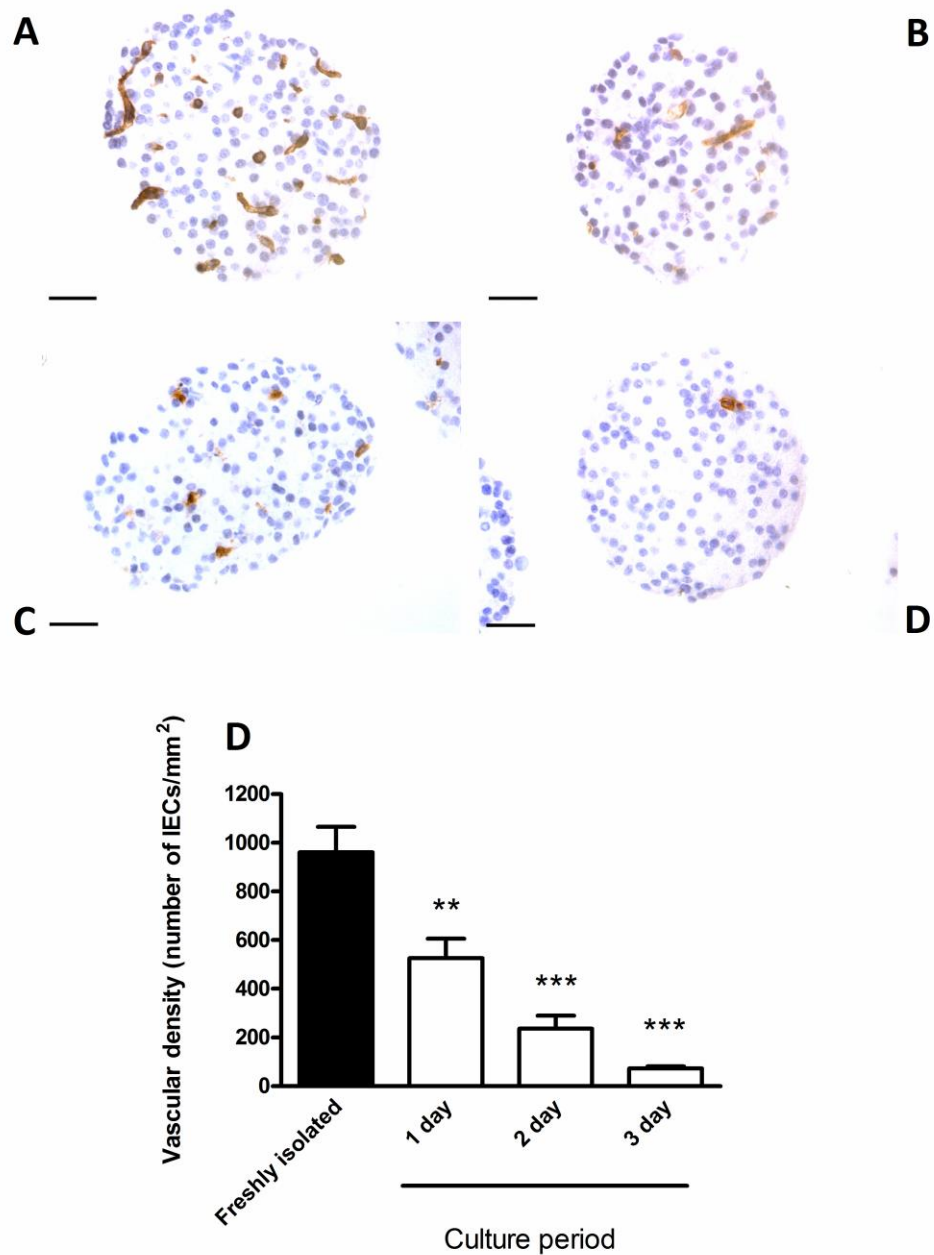 A
B
C
D
D
Vascular density (number of IECs/mm²)
1200
1000
800
600
400
200
0
**
***
***
Freshly isolated
1 day
2 day
3 day
Culture period